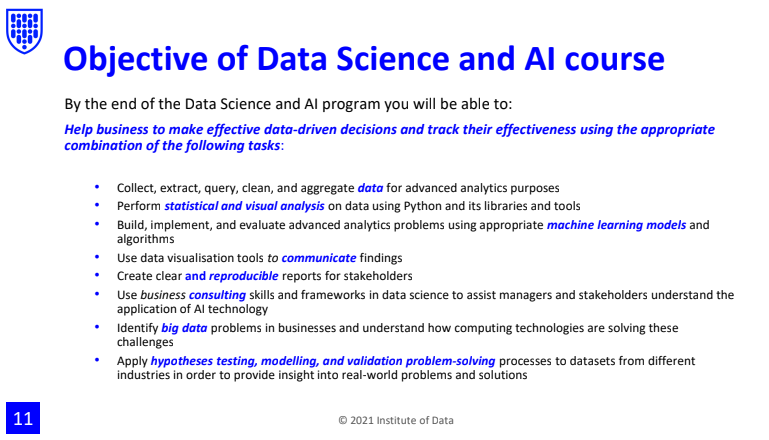 Objective of Data Science and AI course
By the end of the Data Science and AI program you will be able to:
Help business to make effective data-driven decisions and track their effectiveness using the appropriate
combination of the following tasks:
• Collect, extract, query, clean, and aggregate data for advanced analytics purposes
• Perform statistical and visual analysis on data using Python and its libraries and tools
• Build, implement, and evaluate advanced analytics problems using appropriate machine learning models and
algorithms
• Use data visualisation tools to communicate findings
• Create clear and reproducible reports for stakeholders
• Use business consulting skills and frameworks in data science to assist managers and stakeholders understand the
application of AI technology
• Identify big data problems in businesses and understand how computing technologies are solving these
challenges
• Apply hypotheses testing, modelling, and validation problem-solving processes to datasets from different
industries in order to provide insight into real-world problems and solutions
11
© 2021 Institute of Data